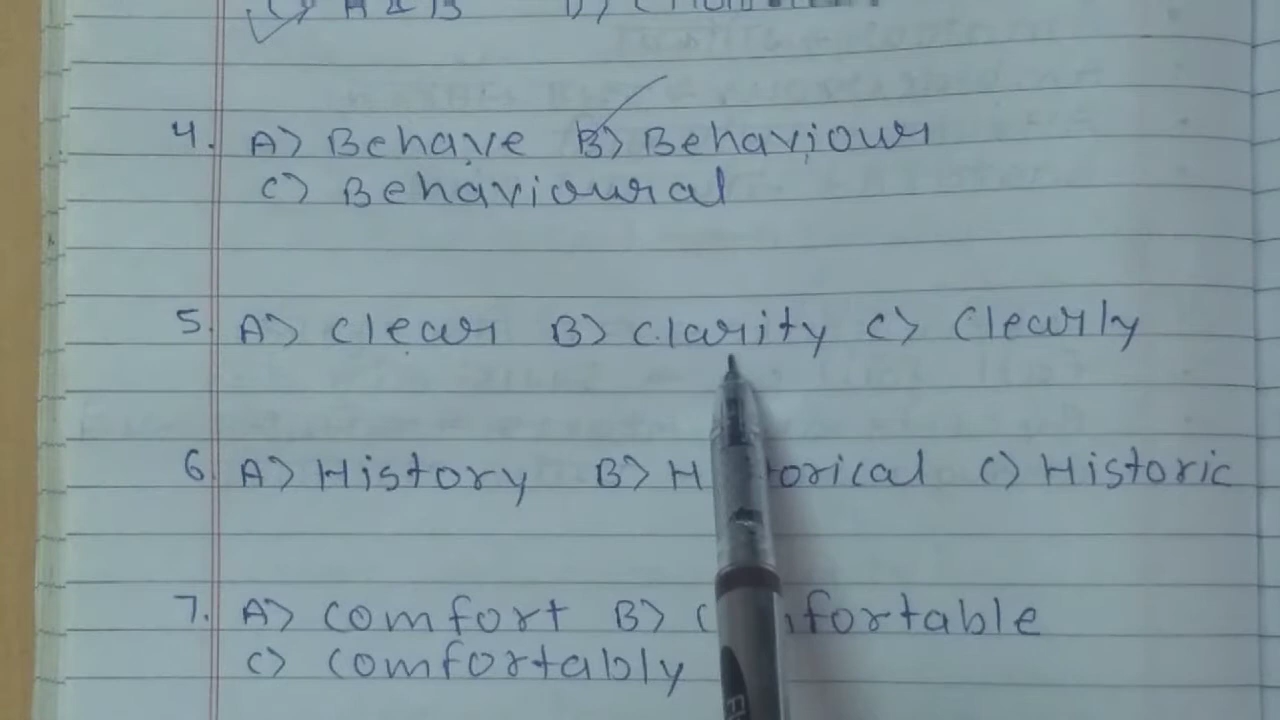 C) A & B D)
4. A) Behave B) Behaviour
C) Behavioural
5. A) Clear B) Clarity C) Clearly
6. A) History B) H torical C) Historic
7. A) Comfort B) C fortable
C) Comfortably